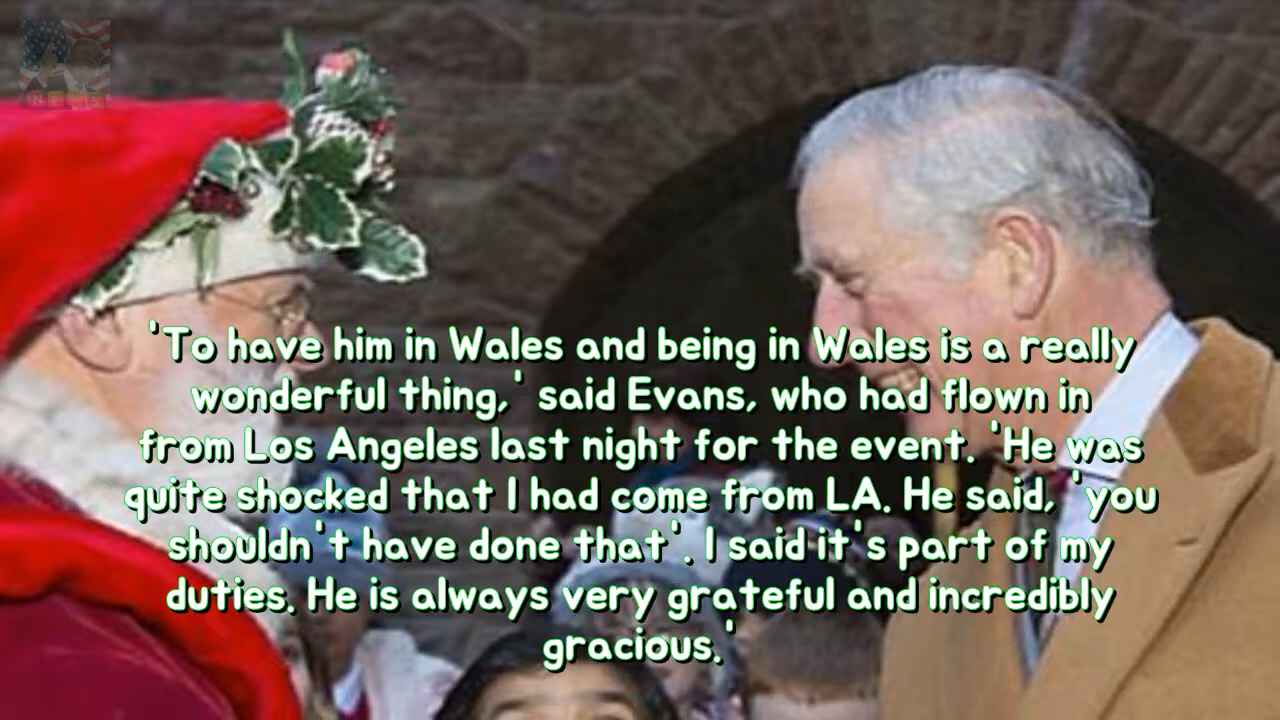 'To have him in Wales and being in Wales is a really
wonderful thing,' said Evans, who had flown in
from Los Angeles last night for the event. 'He was
quite shocked that I had come from LA. He said, 'you
shouldn't have done that'. I said it's part of my
duties. He is always very grateful and incredibly
gracious.'